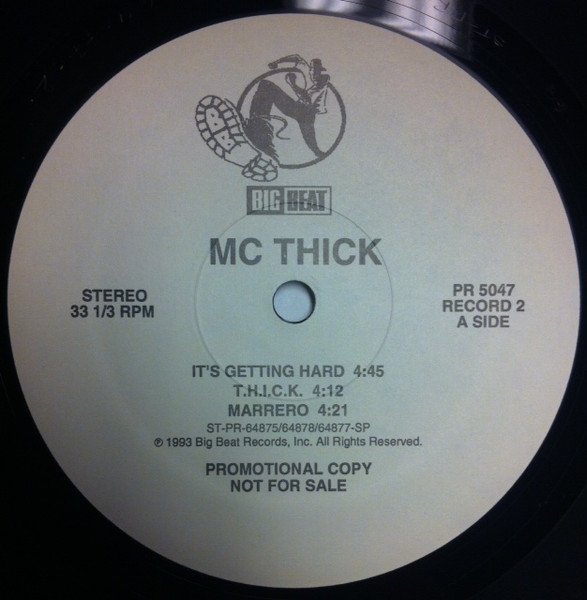 BIG BEAT
MC THICK
STEREO
33 1/3 RPM
PR 5047
RECORD 2
A SIDE
IT'S GETTING HARD 4:45
T.H.I.C.K. 4:12
MARRERO 4:21
ST-PR-64875/64878/64877-SP
℗ 1993 Big Beat Records, Inc. All Rights Reserved.
PROMOTIONAL COPY
NOT FOR SALE